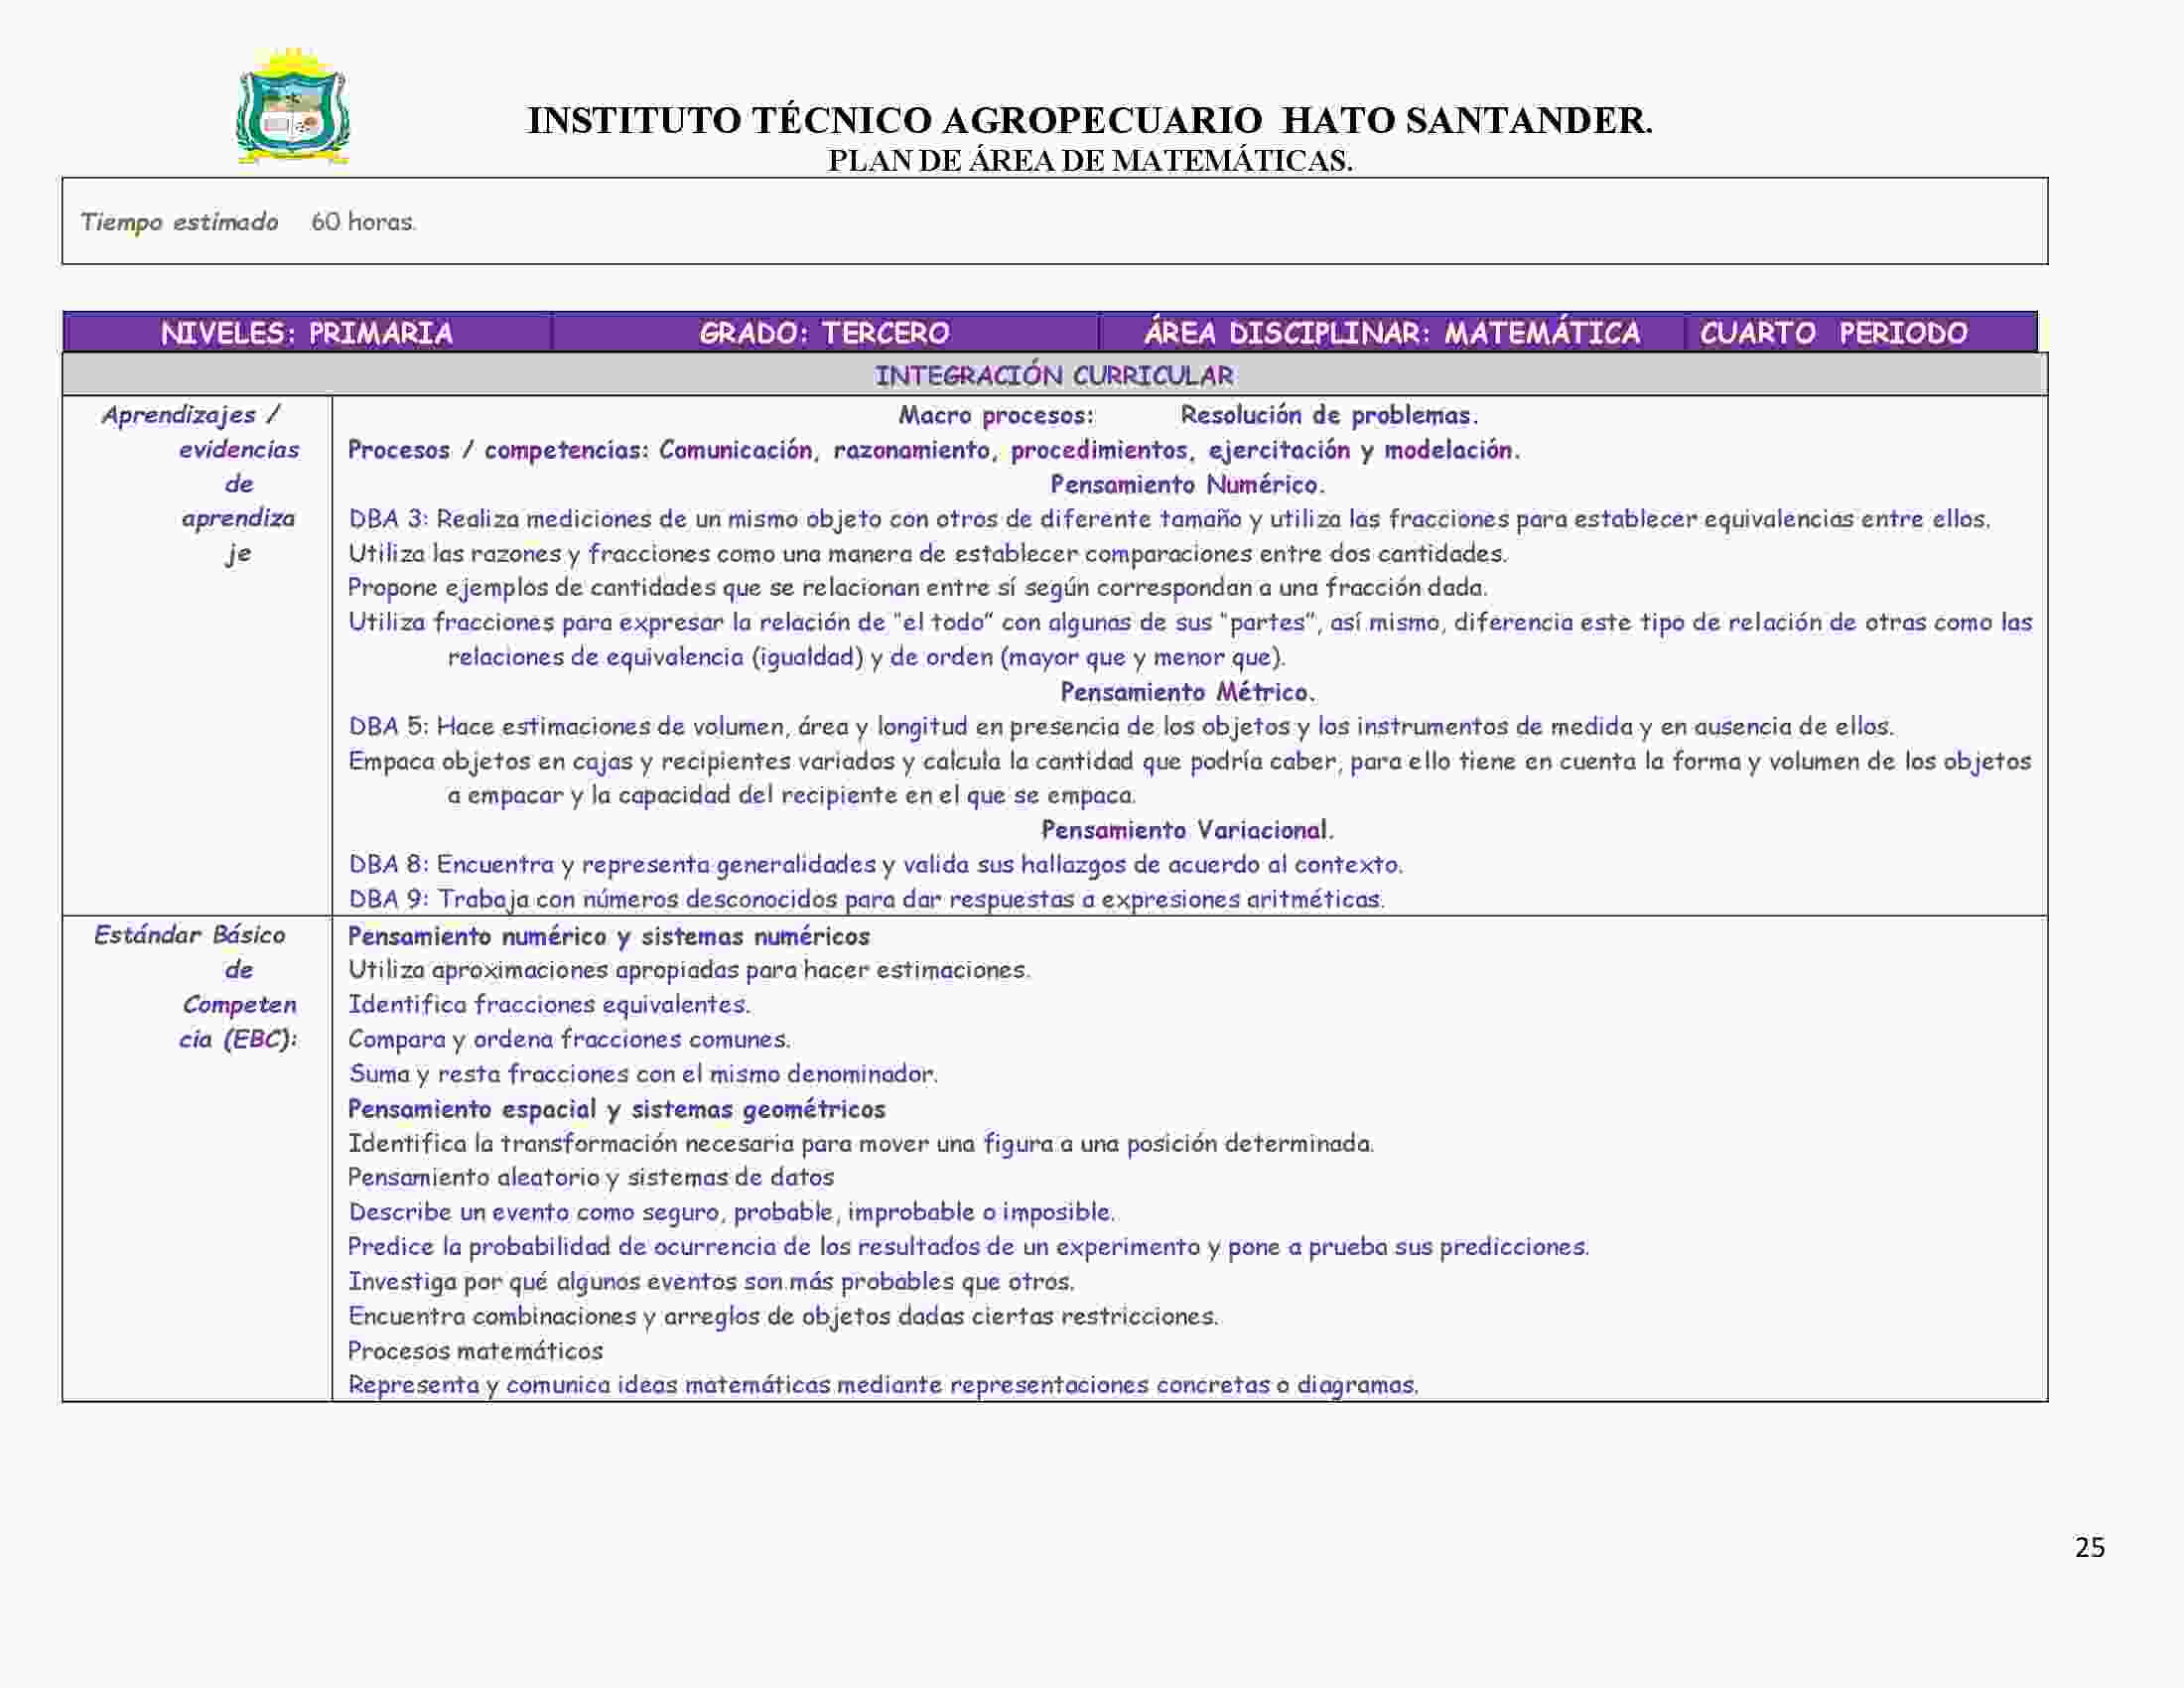 INSTITUTO TÉCNICO AGROPECUARIO HATO SANTANDER.
PLAN DE ÁREA DE MATEMÁTICAS.
Tiempo estimado 60 horas.
NIVELES: PRIMARIA GRADO: TERCERO ÁREA DISCIPLINAR: MATEMÁTICA CUARTO PERIODO
INTEGRACIÓN CURRICULAR
Aprendizajes /
evidencias
de
aprendiza
je
Macro procesos: Resolución de problemas.
Procesos / competencias: Comunicación, razonamiento, procedimientos, ejercitación y modelación.
Pensamiento Numérico.
DBA 3: Realiza mediciones de un mismo objeto con otros de diferente tamaño y utiliza las fracciones para establecer equivalencias entre ellos.
Utiliza las razones y fracciones como una manera de establecer comparaciones entre dos cantidades.
Propone ejemplos de cantidades que se relacionan entre sí según correspondan a una fracción dada.
Utiliza fracciones para expresar la relación de "el todo" con algunas de sus "partes", así mismo, diferencia este tipo de relación de otras como las
relaciones de equivalencia (igualdad) y de orden (mayor que y menor que).
Pensamiento Métrico.
DBA 5: Hace estimaciones de volumen, área y longitud en presencia de los objetos y los instrumentos de medida y en ausencia de ellos.
Empaca objetos en cajas y recipientes variados y calcula la cantidad que podría caber; para ello tiene en cuenta la forma y volumen de los objetos
a empacar y la capacidad del recipiente en el que se empaca.
Pensamiento Variacional.
DBA 8: Encuentra y representa generalidades y valida sus hallazgos de acuerdo al contexto.
DBA 9: Trabaja con números desconocidos para dar respuestas a expresiones aritméticas.
Estándar Básico
de
Competen
cia (EBC):
Pensamiento numérico y sistemas numéricos
Utiliza aproximaciones apropiadas para hacer estimaciones.
Identifica fracciones equivalentes.
Compara y ordena fracciones comunes.
Suma y resta fracciones con el mismo denominador.
Pensamiento espacial y sistemas geométricos
Identifica la transformación necesaria para mover una figura a una posición determinada.
Pensamiento aleatorio y sistemas de datos
Describe un evento como seguro, probable, improbable o imposible.
Predice la probabilidad de ocurrencia de los resultados de un experimento y pone a prueba sus predicciones.
Investiga por qué algunos eventos son más probables que otros.
Encuentra combinaciones y arreglos de objetos dadas ciertas restricciones.
Procesos matemáticos
Representa y comunica ideas matemáticas mediante representaciones concretas o diagramas.
25